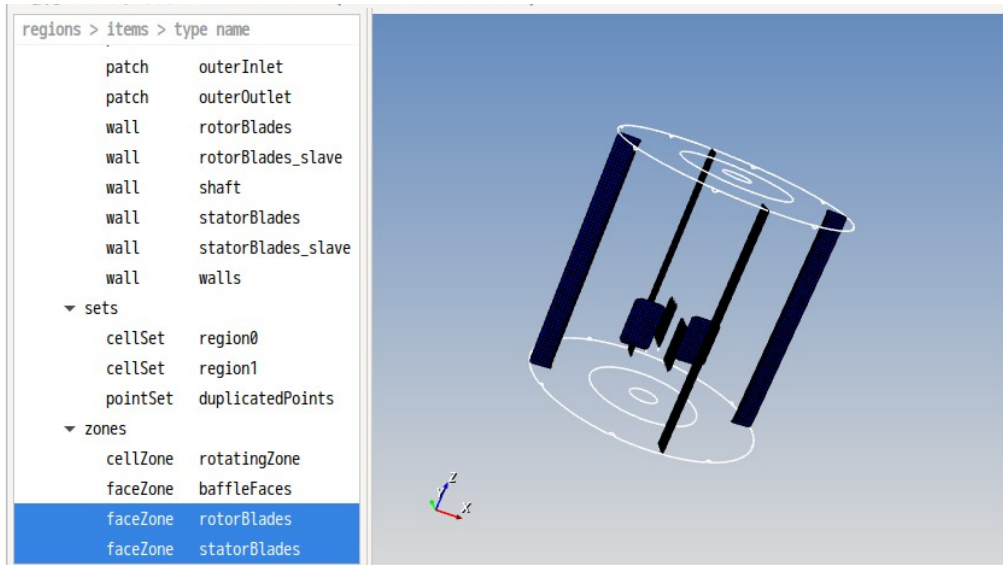 regions > items > type name
patch outerInlet
patch outerOutlet
wall rotorBlades
wall rotorBlades_slave
wall shaft
wall statorBlades
wall statorBlades_slave
wall walls
sets
cellSet region0
cellSet region1
pointSet duplicatedPoints
zones
cellZone rotatingZone
faceZone baffleFaces
faceZone rotorBlades
faceZone statorBlades
Z
Y
X